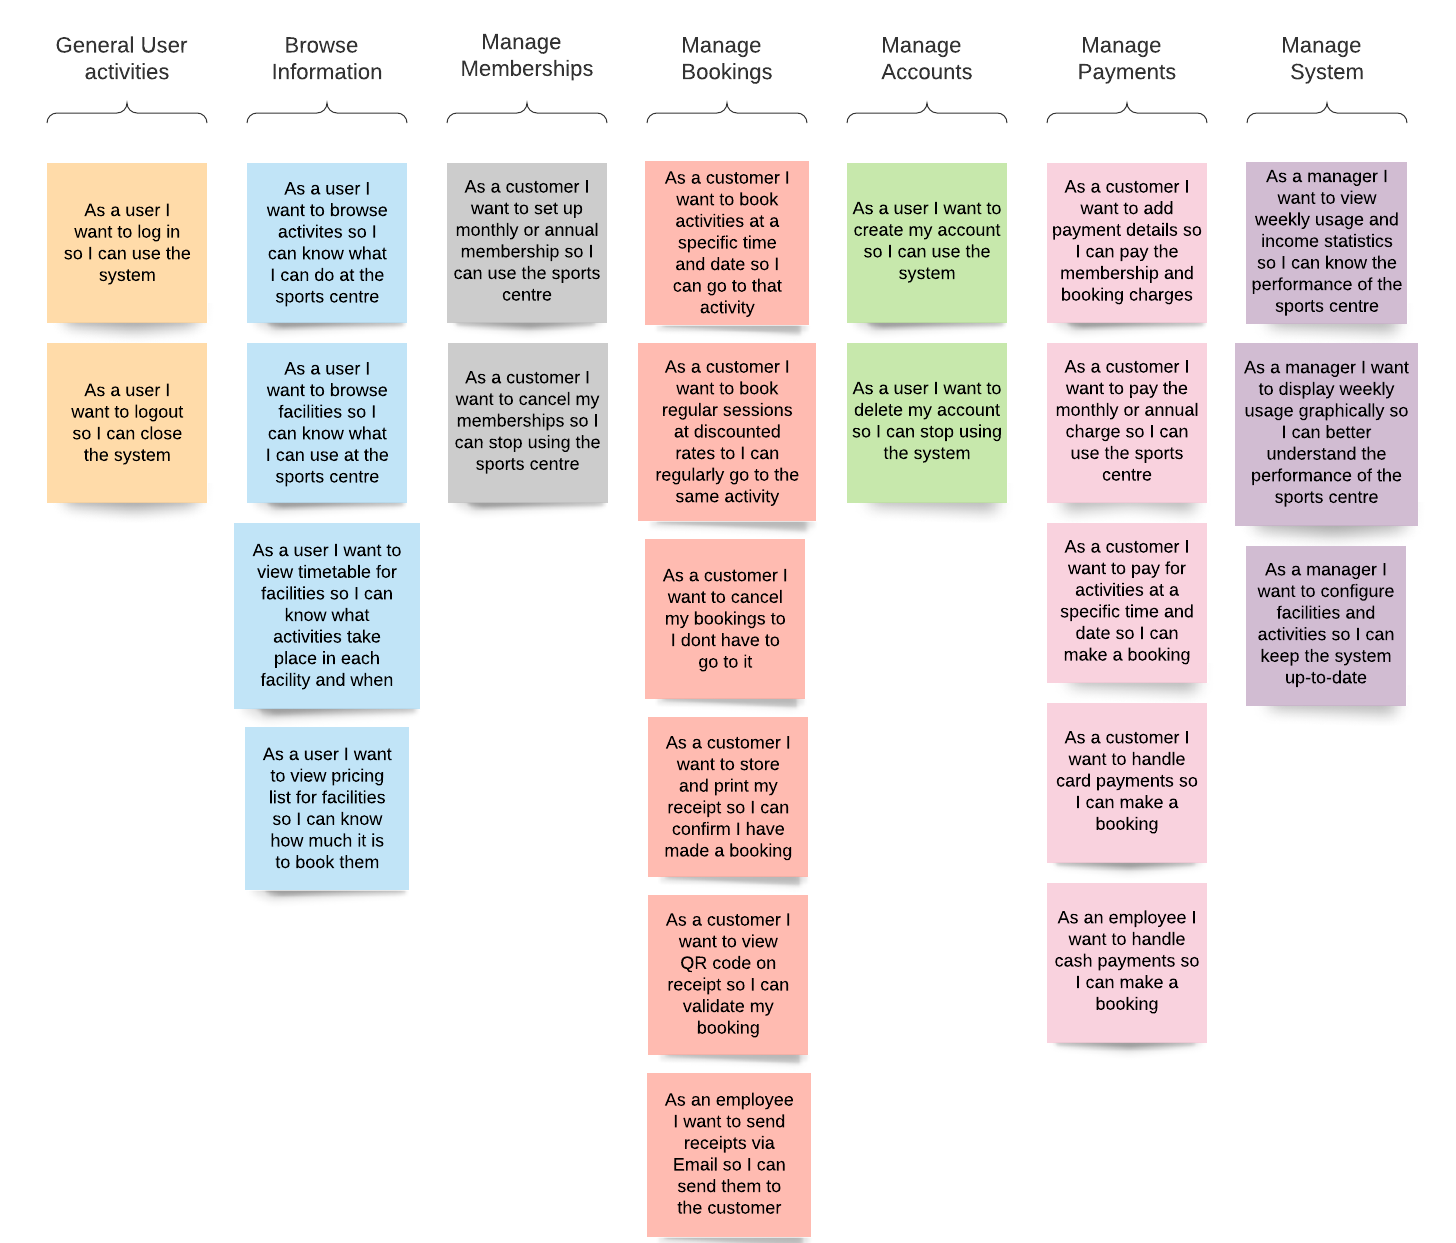 General User
activities
Browse
Information
Manage
Memberships
Manage
Bookings
Manage
Accounts
Manage
Payments
Manage
System
As a user I
want to log in
so I can use the
system
As a user I
want to logout
so I can close
the system
As a user I
want to browse
activites so I
can know what
I can do at the
sports centre
As a user I
want to browse
facilities so I
can know what
I can use at the
sports centre
As a user I want to
view timetable for
facilities so I can
know what
activities take
place in each
facility and when
As a user I want
to view pricing
list for facilities
so I can know
how much it is
to book them
As a customer I
want to set up
monthly or annual
membership so I
can use the sports
centre
As a customer I
want to cancel my
memberships so I
can stop using the
sports centre
As a customer I
want to book
activities at a
specific time
and date so I
can go to that
activity
As a customer I
want to book
regular sessions
at discounted
rates to I can
regularly go to the
same activity
As a customer I
want to cancel
my bookings to
I dont have to
go to it
As a customer I
want to store
and print my
receipt so I can
confirm I have
made a booking
As a customer I
want to view
QR code on
receipt so I can
validate my
booking
As an employee
I want to send
receipts via
Email so I can
send them to
the customer
As a user I want to
create my account
so I can use the
system
As a user I want to
delete my account
so I can stop using
the system
As a customer I
want to add
payment details so
I can pay the
membership and
booking charges
As a customer I
want to pay the
monthly or annual
charge so I can
use the sports
centre
As a customer I
want to pay for
activities at a
specific time and
date so I can
make a booking
As a customer I
want to handle
card payments so
I can make a
booking
As an employee I
want to handle
cash payments so
I can make a
booking
As a manager I
want to view
weekly usage and
income statistics
so I can know the
performance of the
sports centre
As a manager I want
to display weekly
usage graphically so
I can better
understand the
performance of the
sports centre
As a manager I
want to configure
facilities and
activities so I can
keep the system
up-to-date